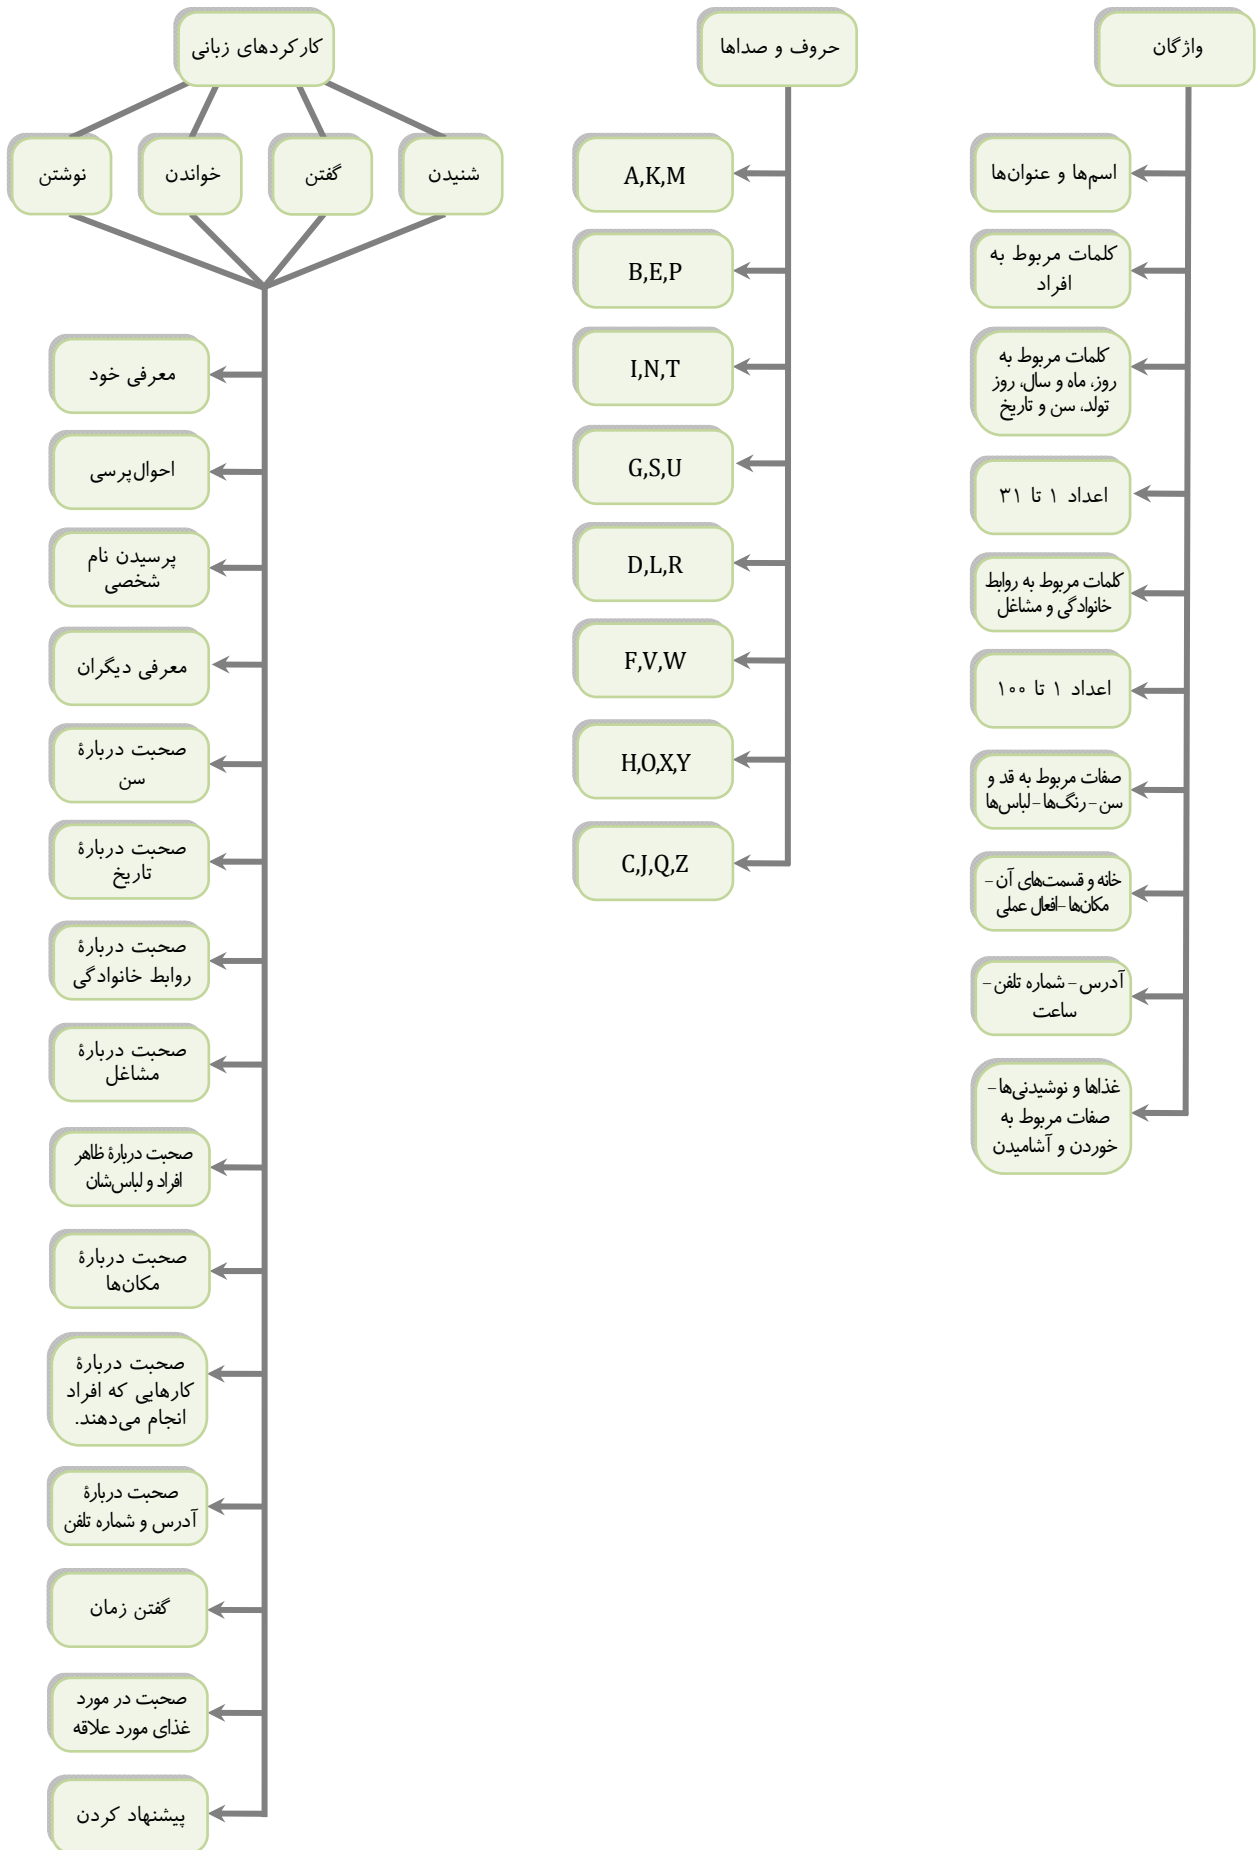 واژگان
اسم‌ها و عنوان‌ها
کلمات مربوط به
افراد
کلمات مربوط به
روز، ماه و سال، روز
تولد، سن و تاریخ
اعداد ۱ تا ۳۱
کلمات مربوط به روابط
خانوادگی و مشاغل
اعداد ۱ تا ۱۰۰
صفات مربوط به قد و
سن-رنگ‌ها-لباس‌ها
خانه و قسمت‌های آن-
مکان‌ها-افعال عملی
آدرس-شماره تلفن-
ساعت
غذاها و نوشیدنی‌ها-
صفات مربوط به
خوردن و آشامیدن
حروف و صداها
A,K,M
B,E,P
I,N,T
G,S,U
D,L,R
F,V,W
H,O,X,Y
C,J,Q,Z
کارکردهای زبانی
شنیدن
گفتن
خواندن
نوشتن
معرفی خود
احوال‌پرسی
پرسیدن نام
شخصی
معرفی دیگران
صحبت دربارهٔ
سن
صحبت دربارهٔ
تاریخ
صحبت دربارهٔ
روابط خانوادگی
صحبت دربارهٔ
مشاغل
صحبت دربارهٔ ظاهر
افراد و لباس‌شان
صحبت دربارهٔ
مکان‌ها
صحبت دربارهٔ
کارهایی که افراد
انجام می‌دهند.
صحبت دربارهٔ
آدرس و شماره تلفن
گفتن زمان
صحبت در مورد
غذای مورد علاقه
پیشنهاد کردن